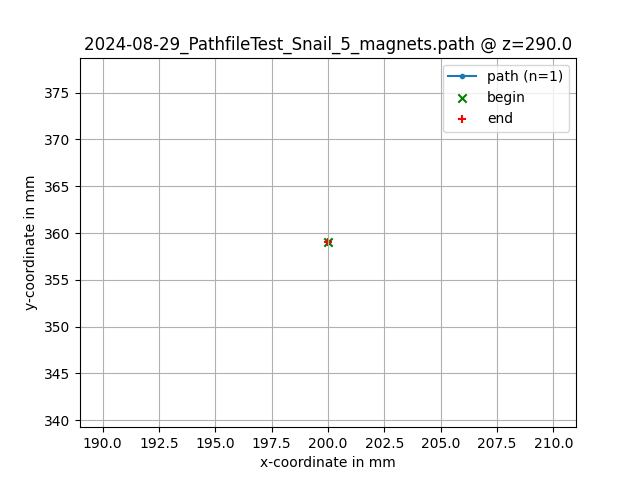 2024-08-29_PathfileTest_Snail_5_magnets.path @ z=290.0
path (n=1)
begin
end
375
370
365
360
355
350
345
340
y-coordinate in mm
190.0 192.5 195.0 197.5 200.0 202.5 205.0 207.5 210.0
x-coordinate in mm